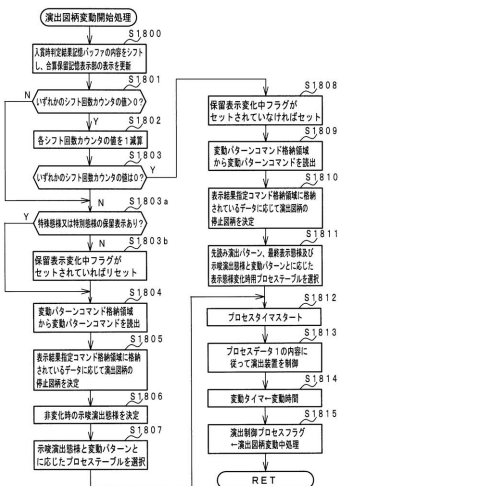 演出図柄変動開始処理
S1800
入賞時判定結果記憶バッファの内容をシフト
し、合算保留記憶表示部の表示を更新
S1801
いずれかのシフト回数カウンタの値>0?
N
Y
S1802
各シフト回数カウンタの値を1減算
S1803
いずれかのシフト回数カウンタの値は0?
Y
N
S1803a
特殊態様又は特別態様の保留表示あり?
Y
N
S1803b
保留表示変化中フラグが
セットされていればリセット
S1804
変動パターンコマンド格納領域
から変動パターンコマンドを読出
S1805
表示結果指定コマンド格納領域に格納
されているデータに応じて演出図柄の
停止図柄を決定
S1806
非変化時の示唆演出態様を決定
S1807
示唆演出態様と変動パターンと
に応じたプロセステーブルを選択
S1808
保留表示変化中フラグが
セットされていなければセット
S1809
変動パターンコマンド格納領域
から変動パターンコマンドを読出
S1810
表示結果指定コマンド格納領域に格納
されているデータに応じて演出図柄の
停止図柄を決定
S1811
先読み演出パターン、最終表示態様及び
示唆演出態様と変動パターンとに応じた
表示態様変化時用プロセステーブルを選択
S1812
プロセスタイマスタート
S1813
プロセスデータ1の内容に
従って演出装置を制御
S1814
変動タイマ←変動時間
S1815
演出制御プロセスフラグ
←演出図柄変動中処理
RET